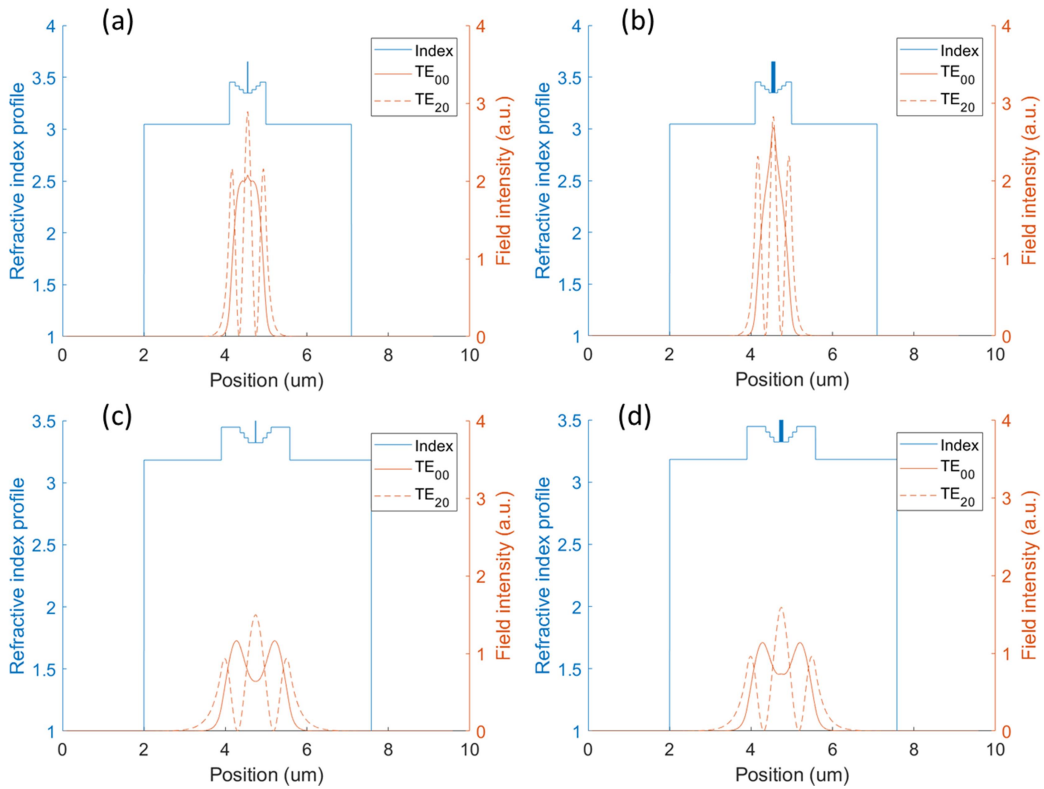 (a)
4
3.5
3
2.5
2
1.5
1
Refractive index profile
Index
TE00
TE20
4
3
2
1
0
Field intensity (a.u.)
0 2 4 6 8 10
Position (um)
(b)
4
3.5
3
2.5
2
1.5
1
Refractive index profile
Index
TE00
TE20
4
3
2
1
0
Field intensity (a.u.)
0 2 4 6 8 10
Position (um)
(c)
3.5
3
2.5
2
1.5
1
Refractive index profile
Index
TE00
TE20
4
3
2
1
0
Field intensity (a.u.)
0 2 4 6 8 10
Position (um)
(d)
3.5
3
2.5
2
1.5
1
Refractive index profile
Index
TE00
TE20
4
3
2
1
0
Field intensity (a.u.)
0 2 4 6 8 10
Position (um)